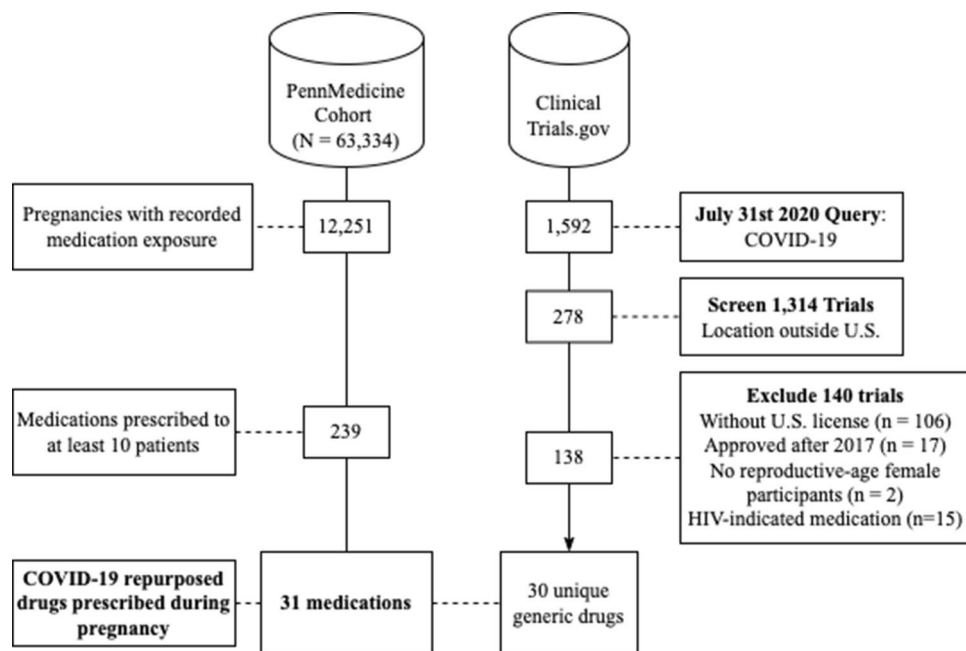 PennMedicine
Cohort
(N = 63,334)
Clinical
Trials.gov
Pregnancies with recorded
medication exposure
12,251
1,592
July 31st 2020 Query:
COVID-19
278
Screen 1,314 Trials
Location outside U.S.
Medications prescribed to
at least 10 patients
239
138
Exclude 140 trials
Without U.S. license (n = 106)
Approved after 2017 (n = 17)
No reproductive-age female
participants (n = 2)
HIV-indicated medication (n=15)
COVID-19 repurposed
drugs prescribed during
pregnancy
31 medications
30 unique
generic drugs